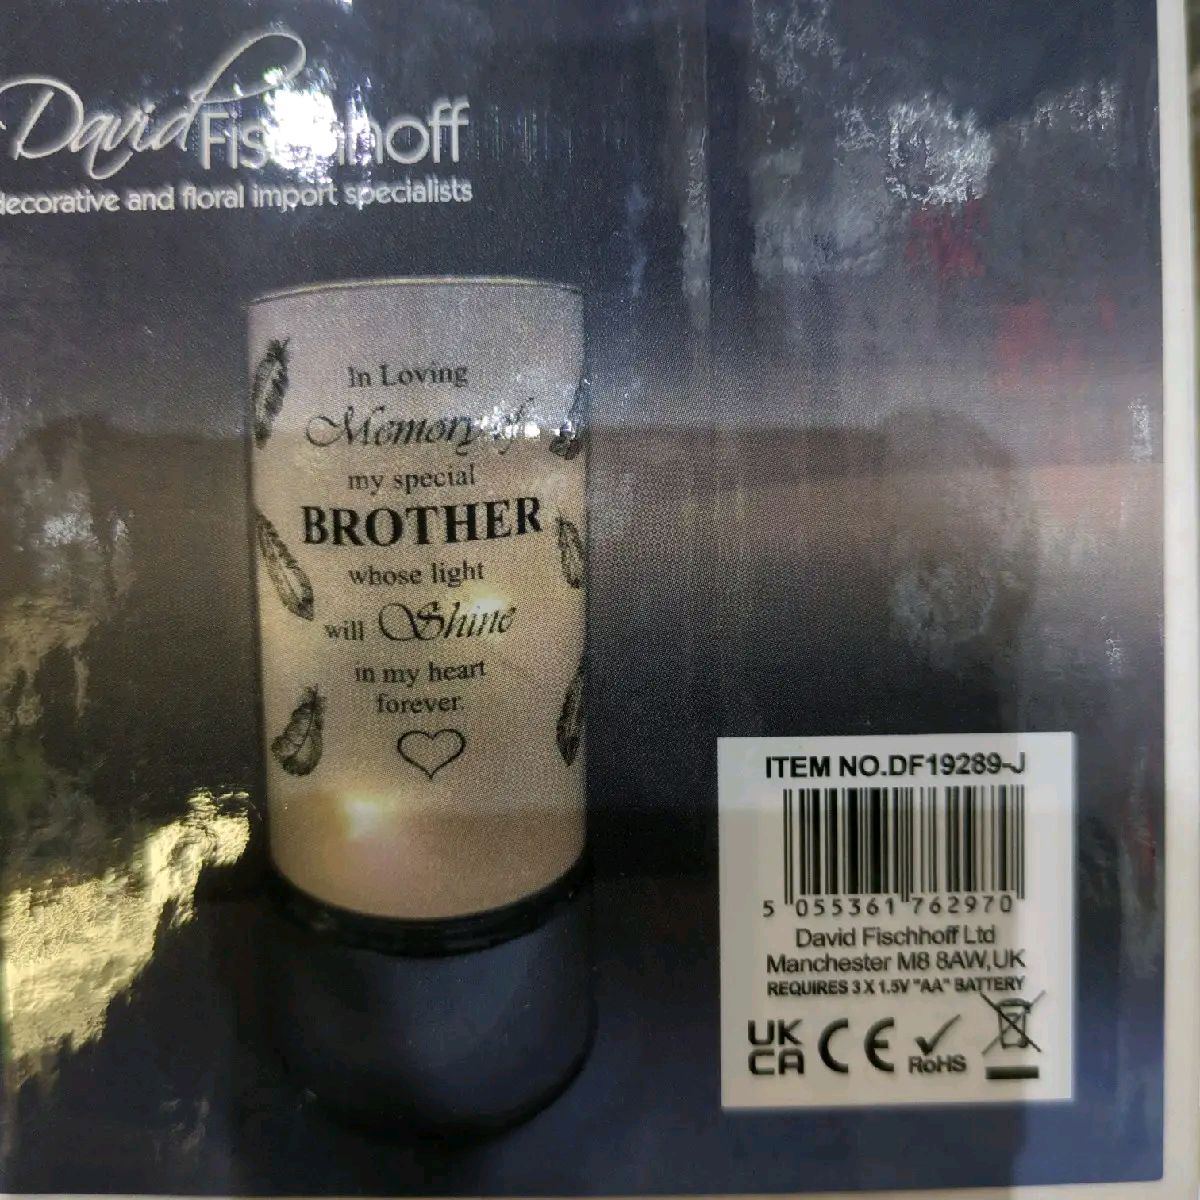 David Fischhoff
decorative and floral import specialists
In Loving
Memory of
my special
BROTHER
whose light
will Shine
in my heart
forever.
ITEM NO.DF19289-J
5 055361 762970
David Fischhoff Ltd
Manchester M8 8AW,UK
REQUIRES 3 X 1.5V "AA" BATTERY
UK
CA CE RoHS